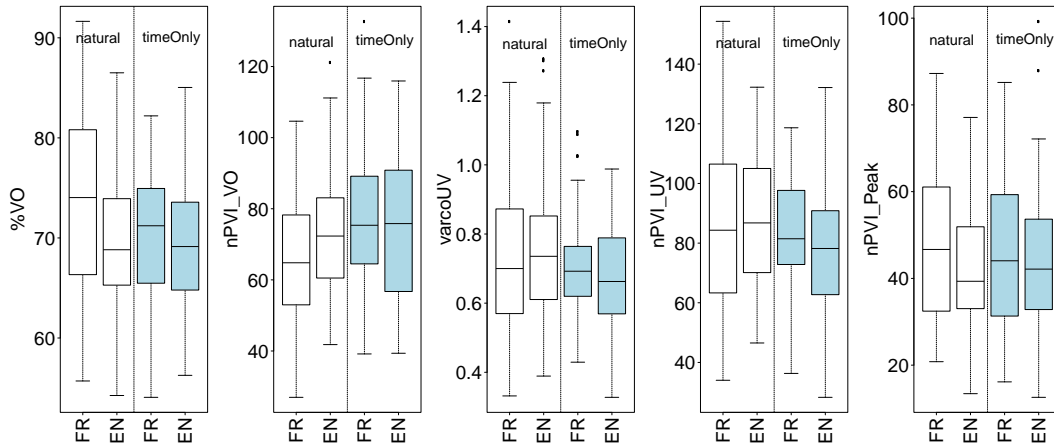 %VO
90
80
70
60
natural
timeOnly
FR
EN
FR
EN
nPVI_VO
120
100
80
60
40
natural
timeOnly
FR
EN
FR
EN
varcoUV
1.4
1.2
1.0
0.8
0.6
0.4
natural
timeOnly
FR
EN
FR
EN
nPVI_UV
140
120
100
80
60
40
natural
timeOnly
FR
EN
FR
EN
nPVI_Peak
100
80
60
40
20
natural
timeOnly
FR
EN
FR
EN